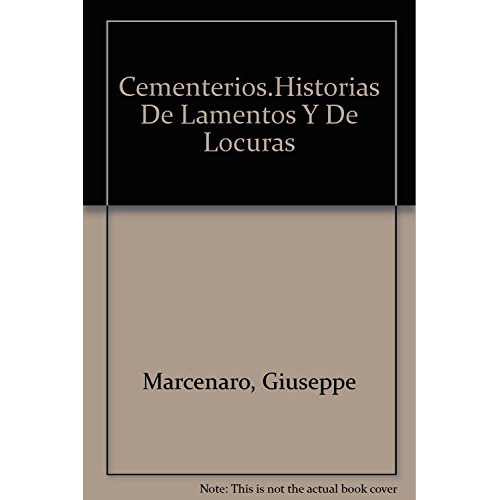 Cementerios.Historias
De Lamentos Y De
Locuras
Marcenaro, Giuseppe
Note: This is not the actual book cover